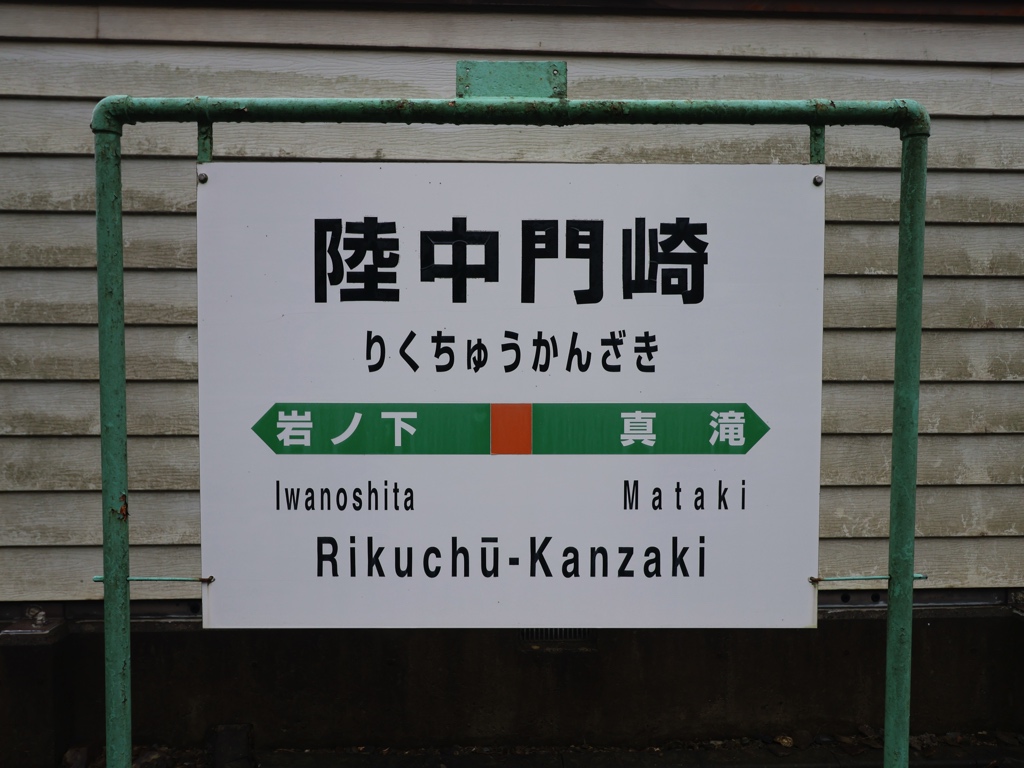 陸中門崎
りくちゅうかんざき
岩ノ下 真滝
Iwanoshita Mataki
Rikuchū-Kanzaki